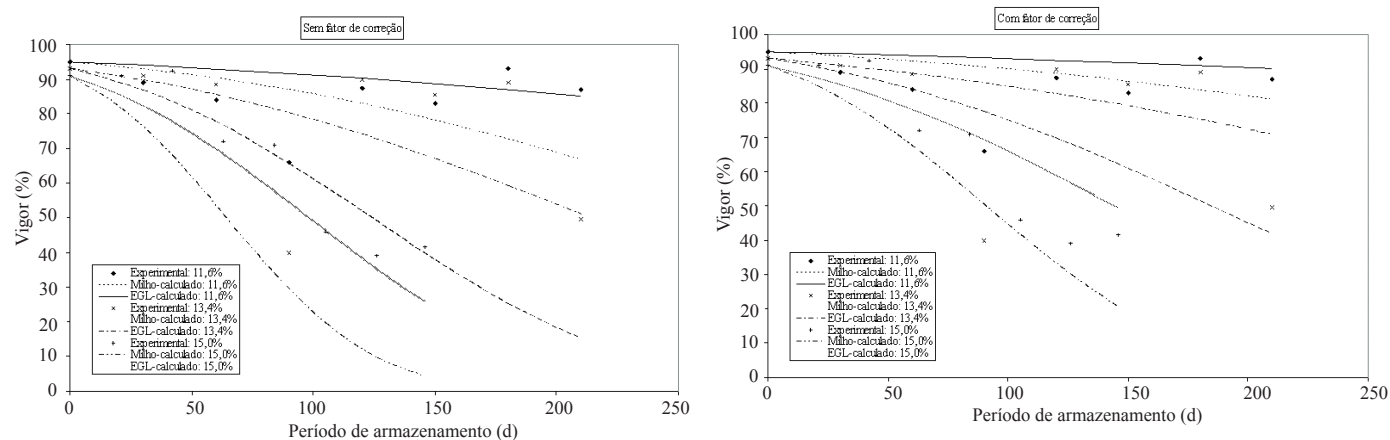 Sem fator de correção
Vigor (%)
100
90
80
70
60
50
40
30
20
10
0
Experimental: 11,6%
Milho-calculado: 11,6%
EGL-calculado: 11,6%
Experimental: 13,4%
Milho-calculado: 13,4%
EGL-calculado: 13,4%
Experimental: 15,0%
Milho-calculado: 15,0%
EGL-calculado: 15,0%
0 50 100 150 200 250
Período de armazenamento (d)
Com fator de correção
Vigor (%)
100
90
80
70
60
50
40
30
20
10
0
Experimental: 11,6%
Milho-calculado: 11,6%
EGL-calculado: 11,6%
Experimental: 13,4%
Milho-calculado: 13,4%
EGL-calculado: 13,4%
Experimental: 15,0%
Milho-calculado: 15,0%
EGL-calculado: 15,0%
0 50 100 150 200 250
Período de armazenamento (d)